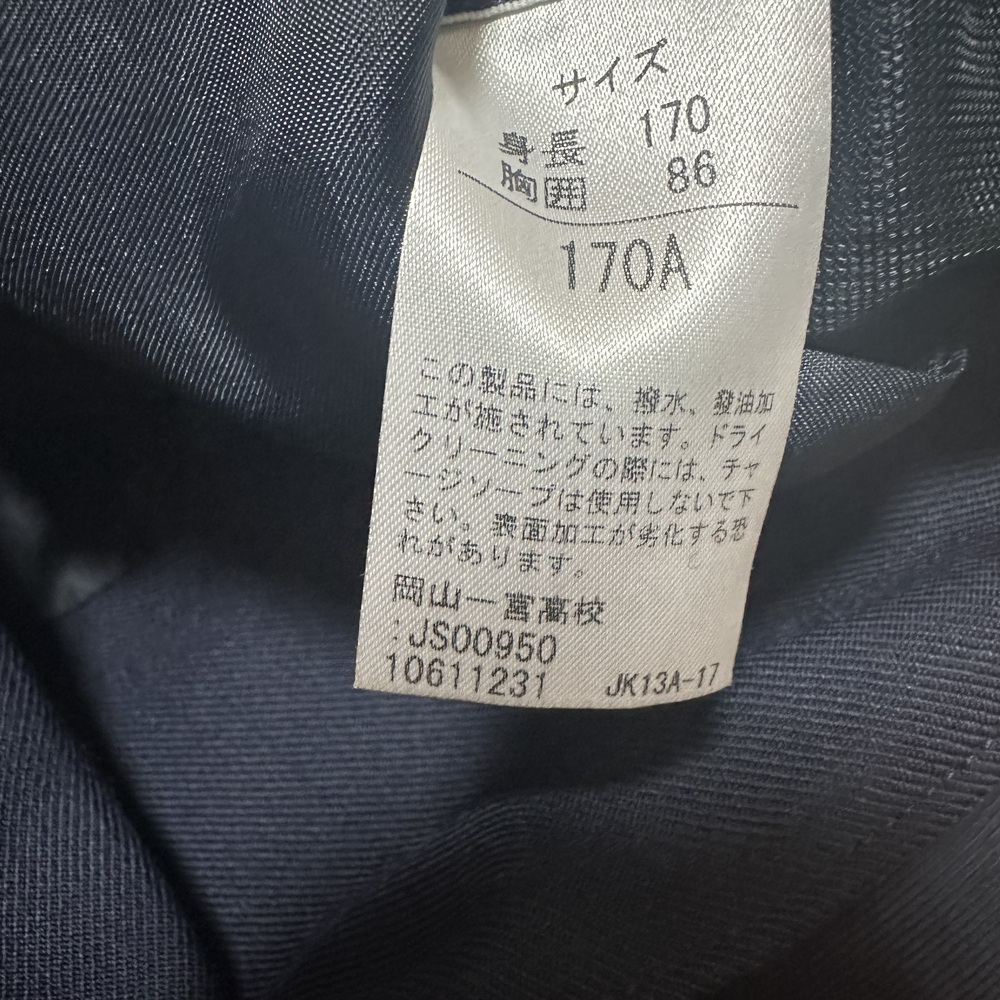 サイズ
身長 170
胸囲 86
170A
この製品には、撥水、發油加
工が施されています。ドライ
クリーニングの際には、チャ
ージソープは使用しないで下
さい。表面加工が劣化する恐
れがあります。
岡山一宮高校
:JS00950
10611231 JK13A-17